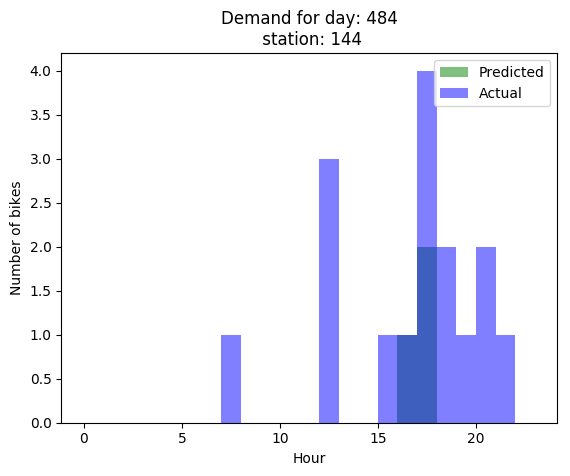 Demand for day: 484
station: 144
Predicted
Actual
4.0
3.5
3.0
2.5
2.0
1.5
1.0
0.5
0.0
Number of bikes
0 5 10 15 20
Hour